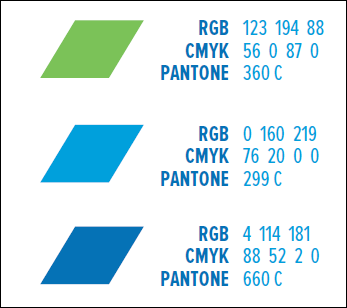 RGB 123 194 88
CMYK 56 0 87 0
PANTONE 360 C
RGB 0 160 219
CMYK 76 20 0 0
PANTONE 299 C
RGB 4 114 181
CMYK 88 52 2 0
PANTONE 660 C